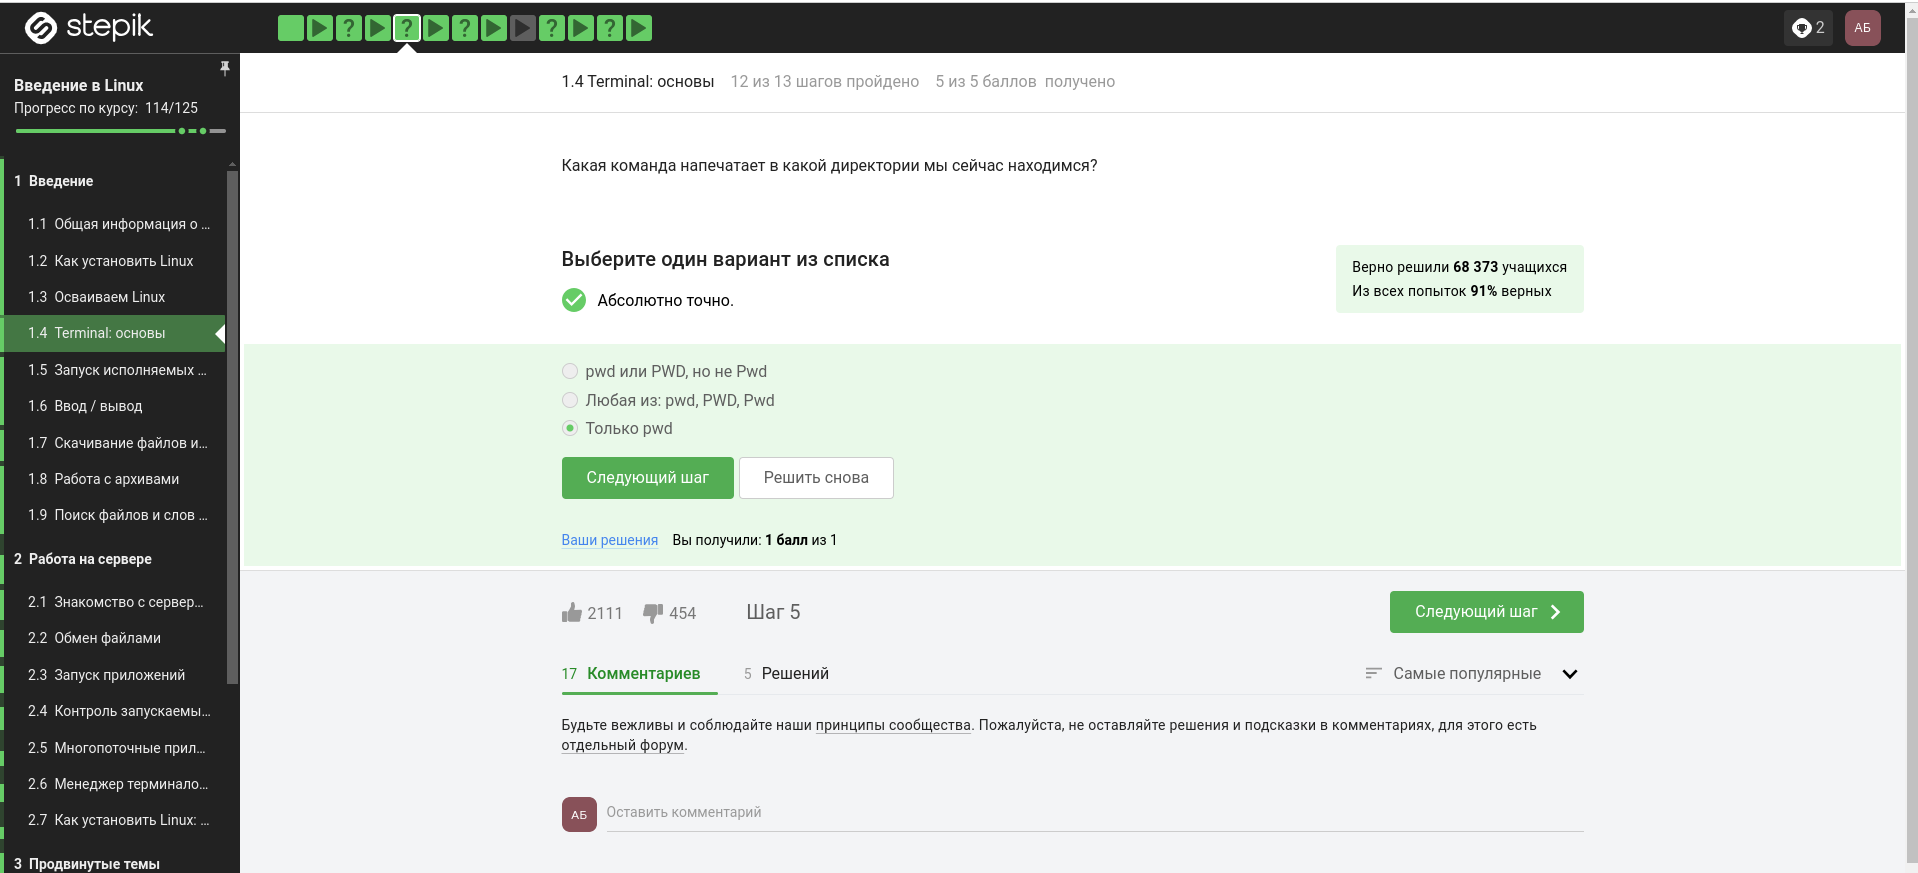 stepik
? ? ? ? ?
2
АБ
Введение в Linux
Прогресс по курсу: 114/125
1 Введение
1.1 Общая информация о ...
1.2 Как установить Linux
1.3 Осваиваем Linux
1.4 Terminal: основы
1.5 Запуск исполняемых ...
1.6 Ввод / вывод
1.7 Скачивание файлов и...
1.8 Работа с архивами
1.9 Поиск файлов и слов ...
2 Работа на сервере
2.1 Знакомство с сервер...
2.2 Обмен файлами
2.3 Запуск приложений
2.4 Контроль запускаемы...
2.5 Многопоточные прил...
2.6 Менеджер терминало...
2.7 Как установить Linux: ...
3 Продвинутые темы
1.4 Terminal: основы 12 из 13 шагов пройдено 5 из 5 баллов получено
Какая команда напечатает в какой директории мы сейчас находимся?
Выберите один вариант из списка
Абсолютно точно.
Верно решили 68 373 учащихся
Из всех попыток 91% верных
pwd или PWD, но не Pwd
Любая из: pwd, PWD, Pwd
Только pwd
Следующий шаг Решить снова
Ваши решения Вы получили: 1 балл из 1
2111 454 Шаг 5 Следующий шаг
17 Комментариев 5 Решений Самые популярные
Будьте вежливы и соблюдайте наши принципы сообщества. Пожалуйста, не оставляйте решения и подсказки в комментариях, для этого есть
отдельный форум.
АБ Оставить комментарий